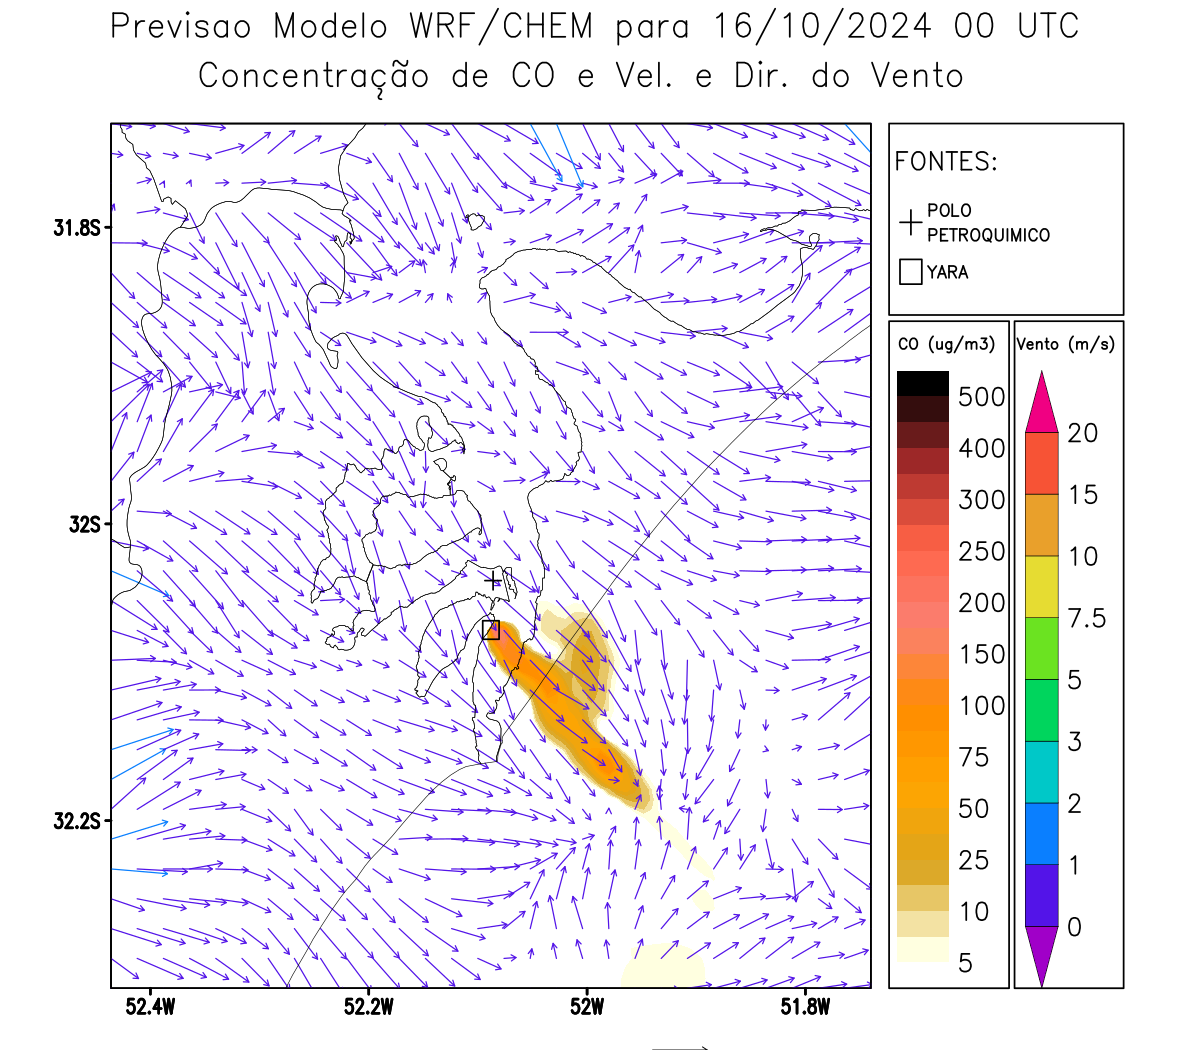 Previsao Modelo WRF/CHEM para 16/10/2024 00 UTC
Concentração de CO e Vel. e Dir. do Vento
FONTES:
POLO
PETROQUIMICO
YARA
CO (ug/m3)
500
400
300
250
200
150
100
75
50
25
10
5
Vento (m/s)
20
15
10
7.5
5
3
2
1
0
31.8S
32S
32.2S
52.4W 52.2W 52W 51.8W